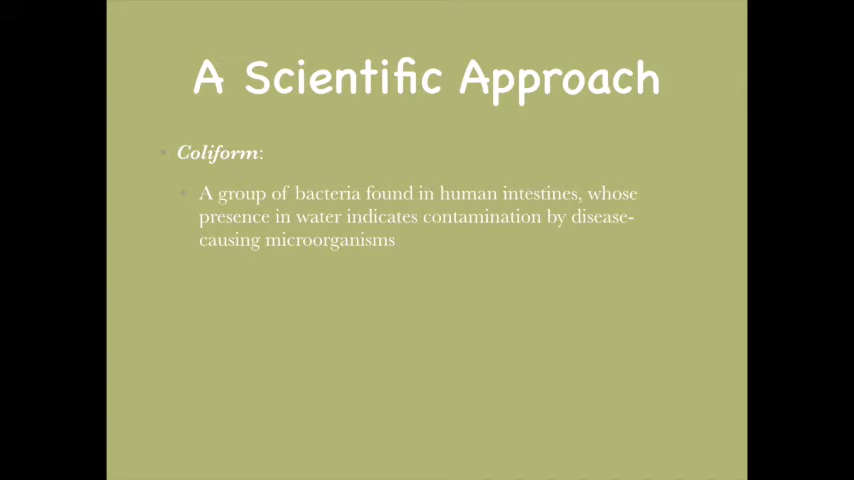 A Scientific Approach
• Coliform:
• A group of bacteria found in human intestines, whose
presence in water indicates contamination by disease-
causing microorganisms